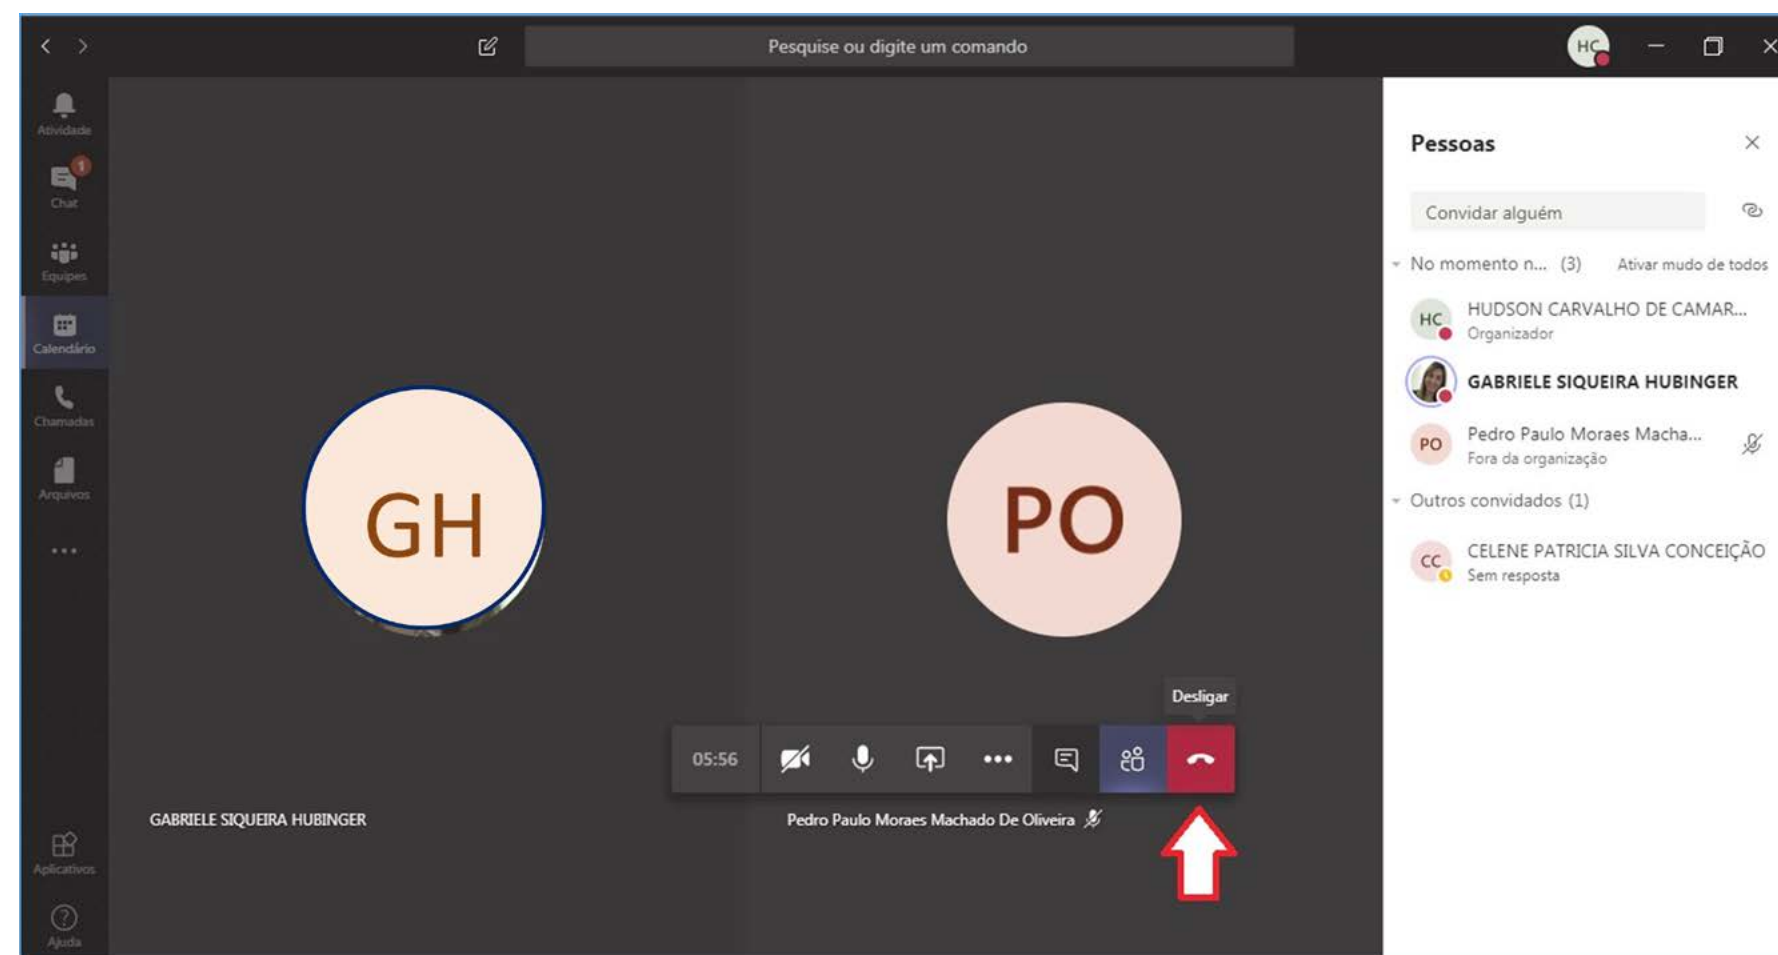 Pesquise ou digite um comando
HC
Atividade
1
Chat
Equipes
Calendário
Chamadas
Arquivos
Aplicativos
Ajuda
GH
PO
Desligar
05:56
GABRIELE SIQUEIRA HUBINGER
Pedro Paulo Moraes Machado De Oliveira
Pessoas
Convidar alguém
No momento n... (3) Ativar mudo de todos
HC
HUDSON CARVALHO DE CAMAR...
Organizador
GABRIELE SIQUEIRA HUBINGER
PO
Pedro Paulo Moraes Macha...
Fora da organização
Outros convidados (1)
CC
CELENE PATRICIA SILVA CONCEIÇÃO
Sem resposta